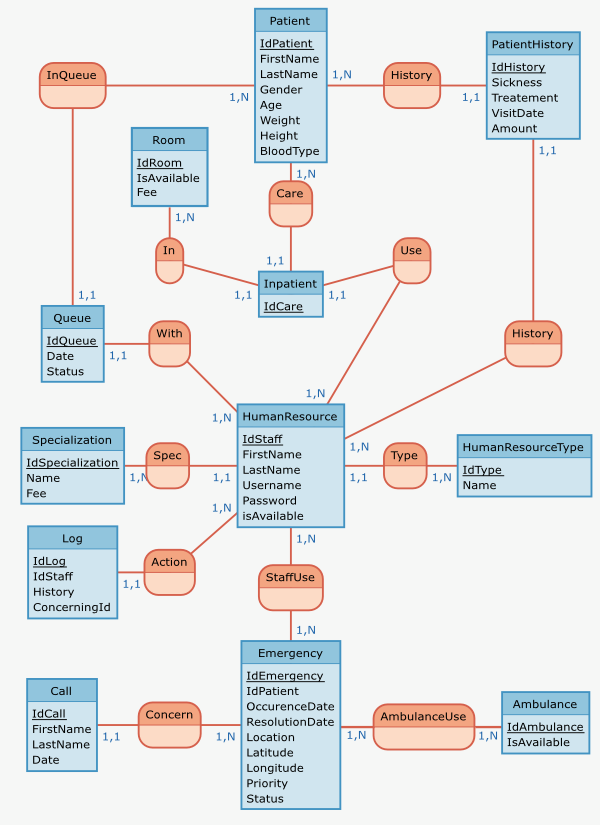 Patient
IdPatient
FirstName
LastName
Gender
Age
Weight
Height
BloodType
PatientHistory
IdHistory
Sickness
Treatement
VisitDate
Amount
InQueue
1,N
1,N
History
1,1
1,1
Room
IdRoom
IsAvailable
Fee
1,N
1,N
Care
In
1,1
Use
Inpatient
IdCare
1,1
1,1
1,1
Queue
IdQueue
Date
Status
1,1
With
History
1,N
1,N
HumanResource
IdStaff
FirstName
LastName
Username
Password
isAvailable
1,N
Specialization
IdSpecialization
Name
Fee
1,N
Spec
1,1
1,1
Type
1,N
HumanResourceType
IdType
Name
1,N
Log
IdLog
IdStaff
History
ConcerningId
1,1
Action
1,N
StaffUse
1,N
Emergency
IdEmergency
IdPatient
OccurenceDate
ResolutionDate
Location
Latitude
Longitude
Priority
Status
Call
IdCall
FirstName
LastName
Date
1,1
Concern
1,N
1,N
AmbulanceUse
1,N
Ambulance
IdAmbulance
IsAvailable